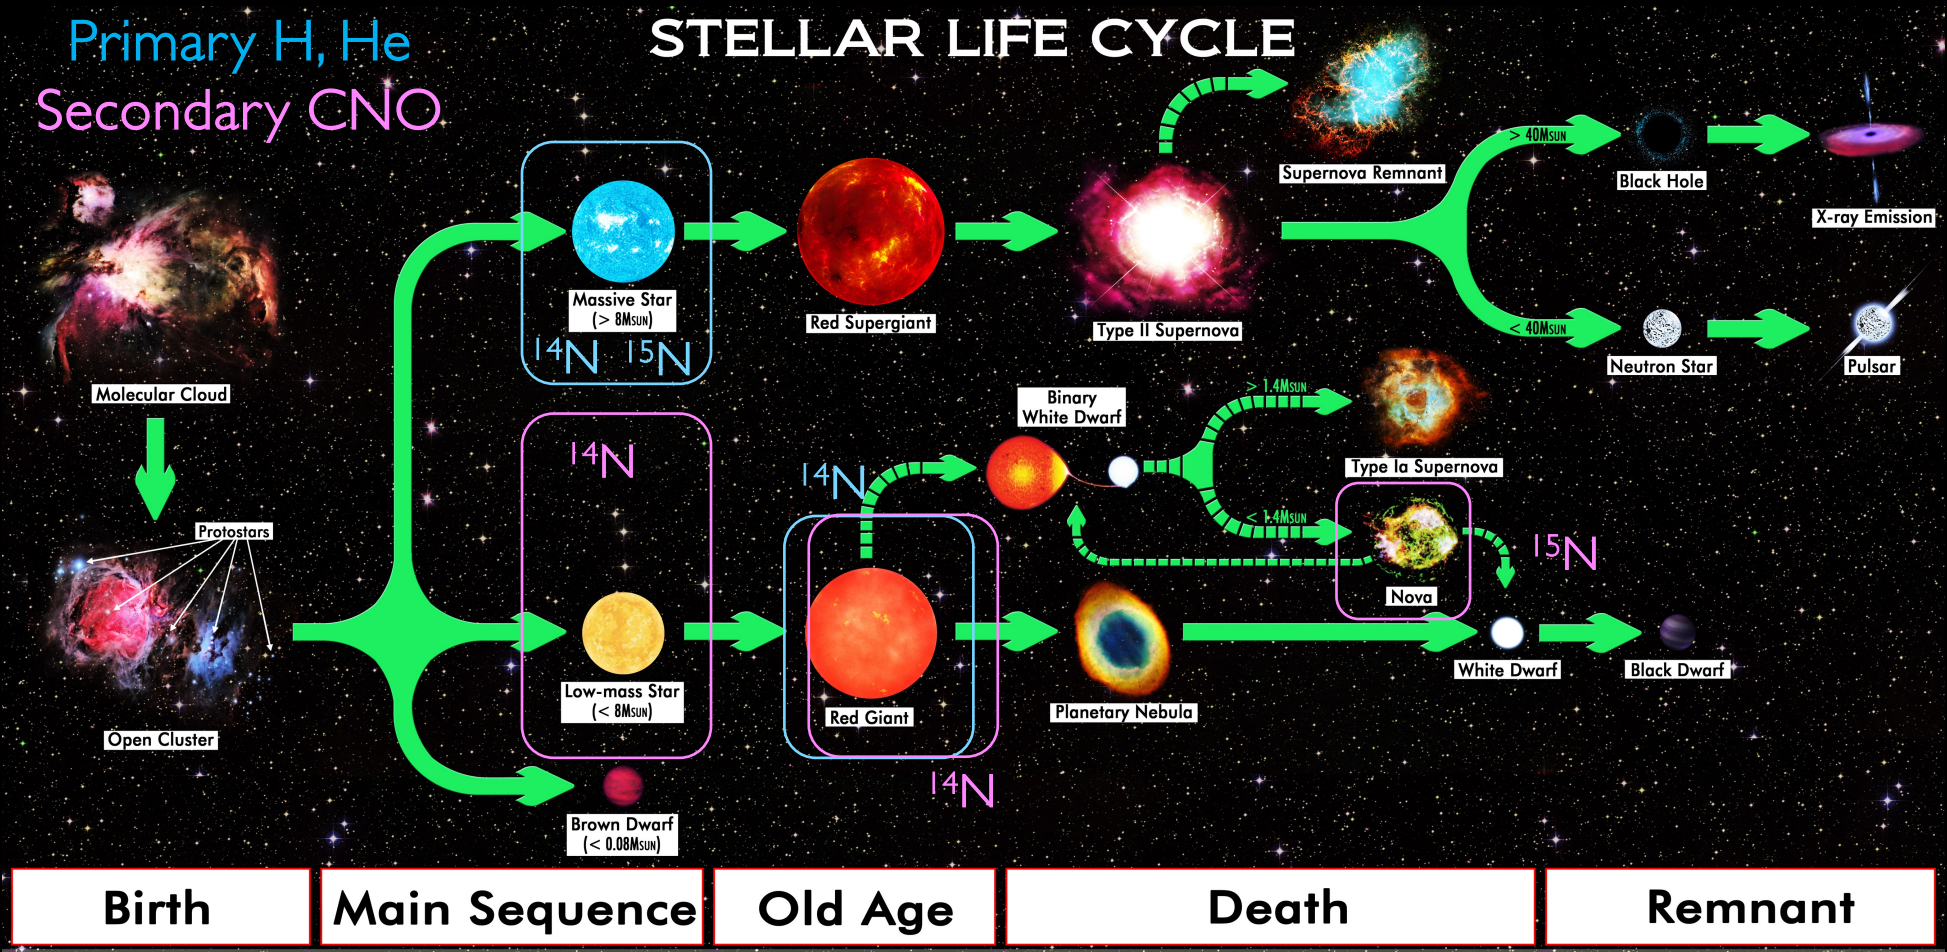 STELLAR LIFE CYCLE
Primary H, He
Secondary CNO
Supernova Remnant
> 40MSUN
Black Hole
X-ray Emission
Massive Star
(> 8MSUN)
14N 15N
Red Supergiant
Type II Supernova
< 40MSUN
Neutron Star
Pulsar
Molecular Cloud
Binary
White Dwarf
> 1.4MSUN
Type Ia Supernova
14N
14N
< 1.4MSUN
Protostars
15N
Nova
Low-mass Star
(< 8MSUN)
Red Giant
Planetary Nebula
White Dwarf
Black Dwarf
Open Cluster
14N
Brown Dwarf
(< 0.08MSUN)
Birth
Main Sequence
Old Age
Death
Remnant